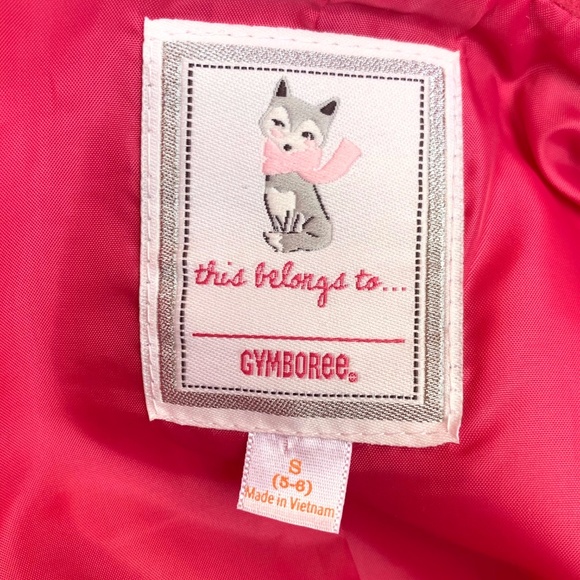 this belongs to...
GYMBOREE
S
(5-6)
Made in Vietnam